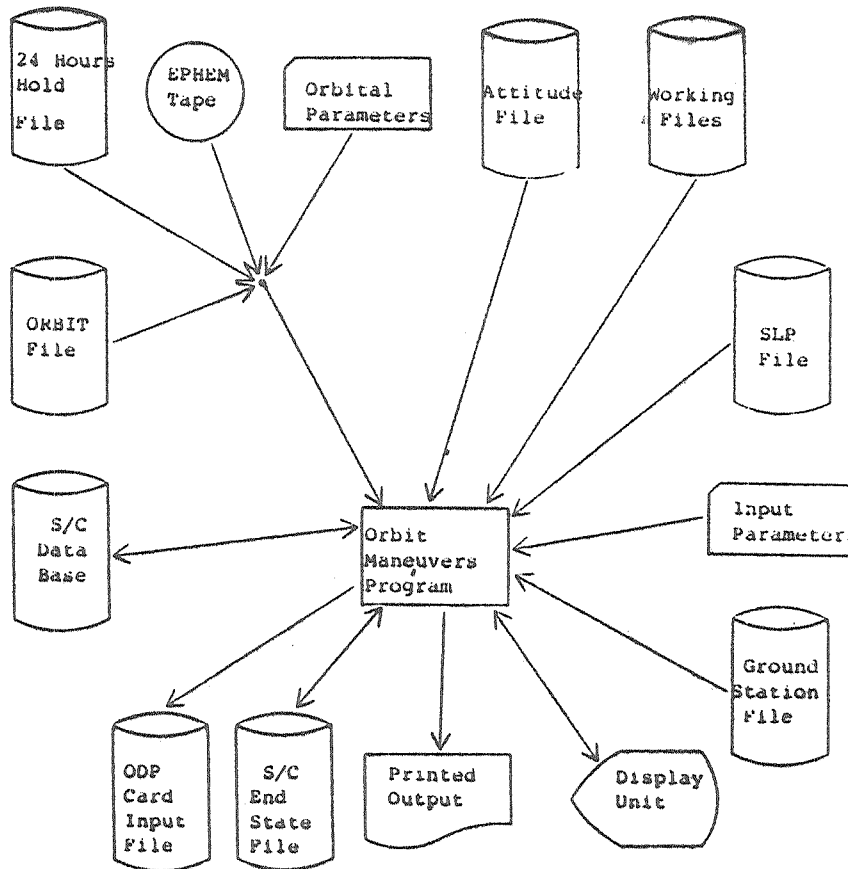 24 Hours
Hold
File
EPHEM
Tape
Orbital
Parameters
Attitude
File
Working
Files
ORBIT
File
SLP
File
S/C
Data
Base
Orbit
Maneuvers
Program
Input
Parameters
Ground
Station
File
ODP
Card
Input
File
S/C
End
State
File
Printed
Output
Display
Unit